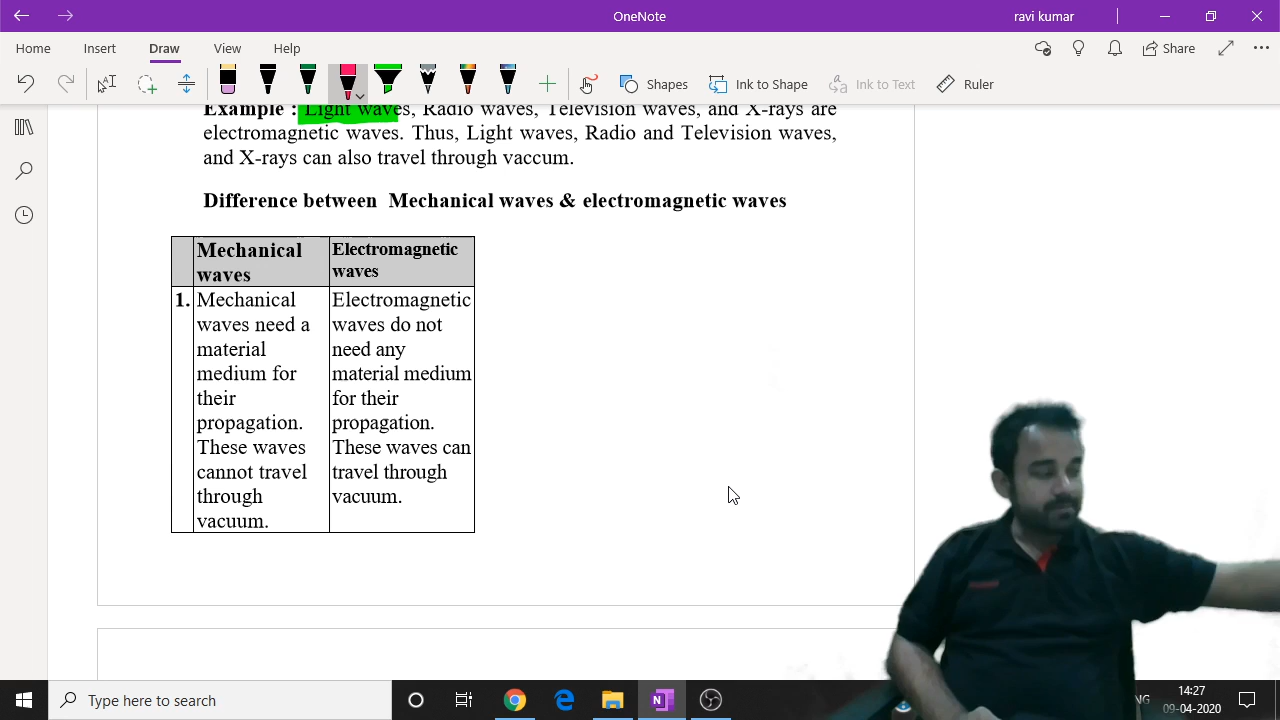 OneNote
ravi kumar
Home Insert Draw View Help
Share
Shapes Ink to Shape Ink to Text Ruler
Example : Light waves, Radio waves, Television waves, and X-rays are
electromagnetic waves. Thus, Light waves, Radio and Television waves,
and X-rays can also travel through vaccum.
Difference between Mechanical waves & electromagnetic waves
Mechanical
waves
Electromagnetic
waves
1.
Mechanical
waves need a
material
medium for
their
propagation.
These waves
cannot travel
through
vacuum.
Electromagnetic
waves do not
need any
material medium
for their
propagation.
These waves can
travel through
vacuum.
Type here to search
N
NG
14:27
09-04-2020